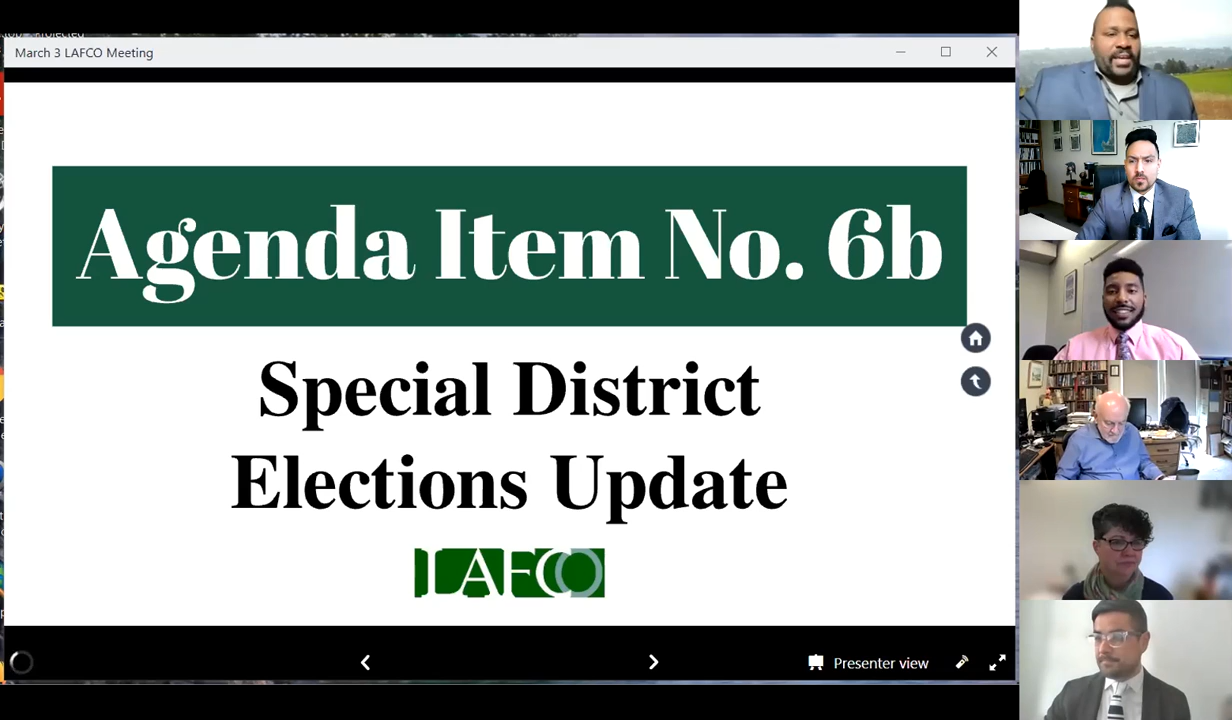 March 3 LAFCO Meeting
Agenda Item No. 6b
Special District
Elections Update
LAFCO
Presenter view